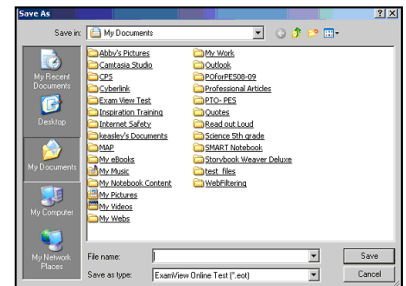 Save As
Save in: My Documents
My Recent Documents
Desktop
My Documents
My Computer
My Network Places
Abby's Pictures
Camtasia Studio
CPS
Cyberlink
Exam View Test
Inspiration Training
Internet Safety
keasley's Documents
MAP
My eBooks
My Music
My Notebook Content
My Pictures
My Videos
My Webs
My Work
Outlook
POforPES08-09
Professional Articles
PTO- PES
Quotes
Read out Loud
Science 5th grade
SMART Notebook
Storybook Weaver Deluxe
test_files
WebFiltering
File name:
Save
Save as type: ExamView Online Test (*.eot)
Cancel